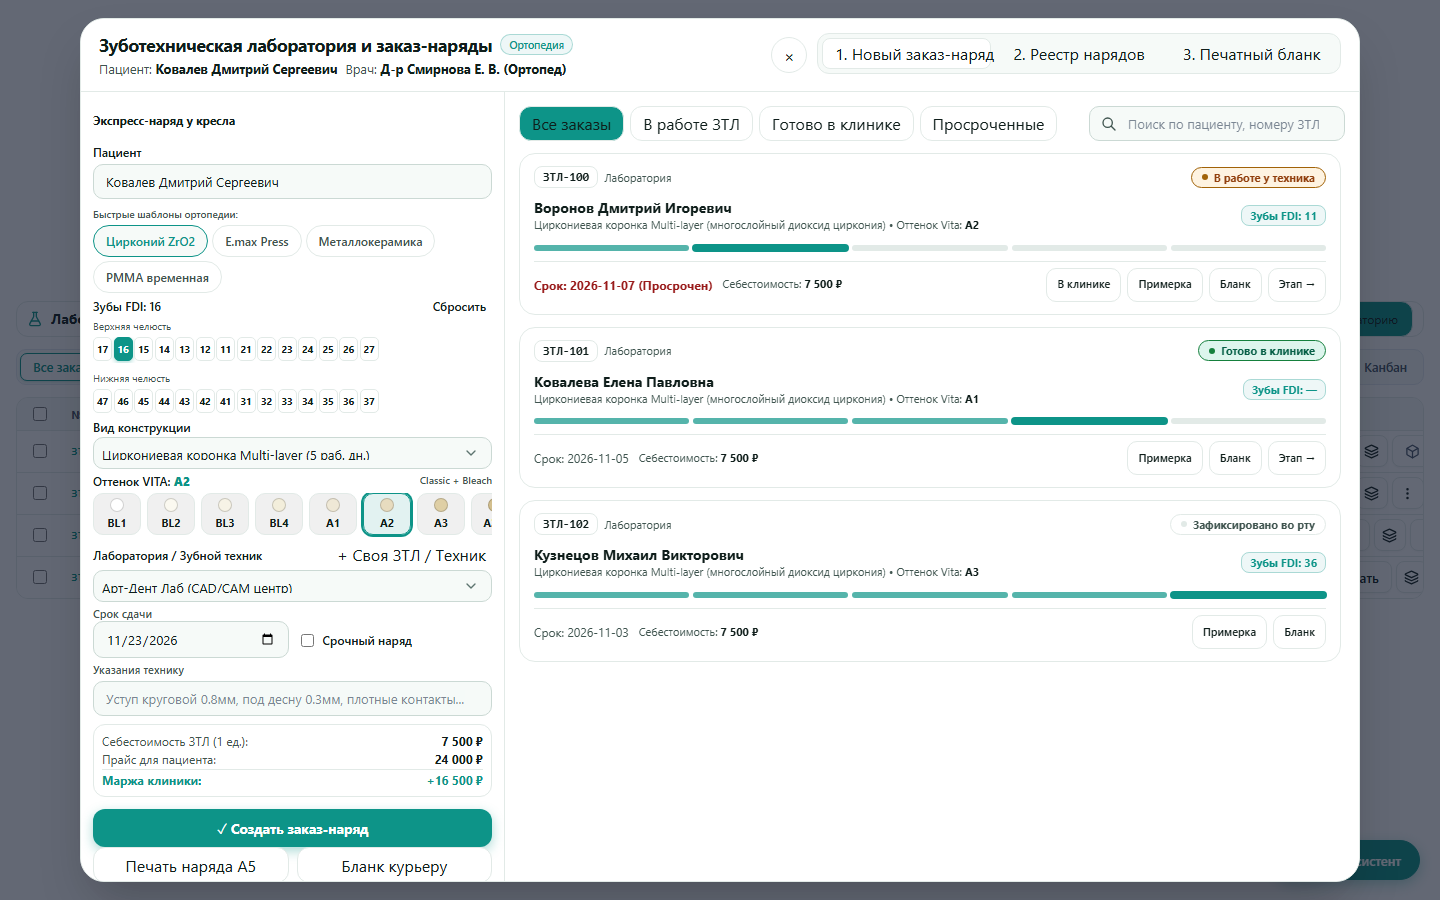 Зуботехническая лаборатория и заказ-наряды Ортопедия
Пациент: Ковалев Дмитрий Сергеевич Врач: Д-р Смирнова Е. В. (Ортопед)
× 1. Новый заказ-наряд 2. Реестр нарядов 3. Печатный бланк
Экспресс-наряд у кресла
Пациент
Ковалев Дмитрий Сергеевич
Быстрые шаблоны ортопедии:
Цирконий ZrO2 E.max Press Металлокерамика
PMMA временная
Зубы FDI: 16 Сбросить
Верхняя челюсть
17 16 15 14 13 12 11 21 22 23 24 25 26 27
Нижняя челюсть
47 46 45 44 43 42 41 31 32 33 34 35 36 37
Вид конструкции
Циркониевая коронка Multi-layer (5 раб. дн.)
Оттенок VITA: A2 Classic + Bleach
BL1 BL2 BL3 BL4 A1 A2 A3
Лаборатория / Зубной техник + Своя ЗТЛ / Техник
Арт-Дент Лаб (CAD/CAM центр)
Срок сдачи
11/23/2026 Срочный наряд
Указания технику
Уступ круговой 0.8мм, под десну 0.3мм, плотные контакты...
Себестоимость ЗТЛ (1 ед.): 7 500 ₽
Прайс для пациента: 24 000 ₽
Маржа клиники: +16 500 ₽
✓ Создать заказ-наряд
Печать наряда А5 Бланк курьеру
Все заказы В работе ЗТЛ Готово в клинике Просроченные Поиск по пациенту, номеру ЗТЛ
ЗТЛ-100 Лаборатория В работе у техника
Воронов Дмитрий Игоревич
Зубы FDI: 11
Циркониевая коронка Multi-layer (многослойный диоксид циркония) • Оттенок Vita: A2
Срок: 2026-11-07 (Просрочен) Себестоимость: 7 500 ₽ В клинике Примерка Бланк Этап →
ЗТЛ-101 Лаборатория Готово в клинике
Ковалева Елена Павловна
Зубы FDI: —
Циркониевая коронка Multi-layer (многослойный диоксид циркония) • Оттенок Vita: A1
Срок: 2026-11-05 Себестоимость: 7 500 ₽ Примерка Бланк Этап →
ЗТЛ-102 Лаборатория Зафиксировано во рту
Кузнецов Михаил Викторович
Зубы FDI: 36
Циркониевая коронка Multi-layer (многослойный диоксид циркония) • Оттенок Vita: A3
Срок: 2026-11-03 Себестоимость: 7 500 ₽ Примерка Бланк
Канбан